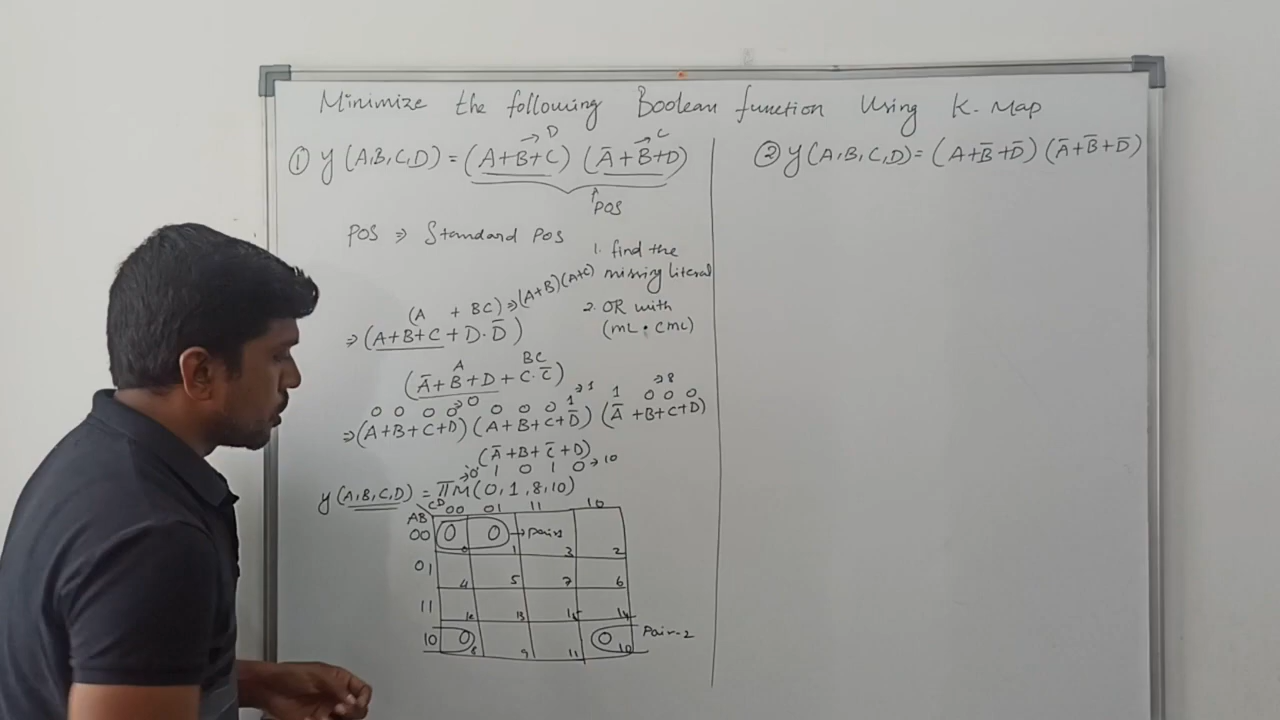 Minimize the following Boolean function Using K-Map
① Y(A,B,C,D) = (A+B+C) (Ā+B+D)
→ D
→ C
↑ POS
POS ⇒ Standard POS
1. find the
missing literal
2. OR with
(ML · CML)
(A + BC) ⇒ (A+B)(A+C)
⇒ (A+B+C + D·D̄)
A BC
(Ā+B+D + C·C̄)
0 0 0 0 → 0 0 0 0 1 → 1 1 0 0 0 → 8
⇒ (A+B+C+D) (A+B+C+D̄) (Ā+B+C+D)
(Ā+B+C̄+D)
1 0 1 0 → 10
y(A,B,C,D) = ΠM(0,1,8,10)
AB CD 00 01 11 10
00 0 0 0 1 → pair1 3 2
01 4 5 7 6
11 12 13 15 14
10 0 8 9 11 0 10 Pair-2
② Y(A,B,C,D) = (A+B̄+D̄) (Ā+B̄+D̄)